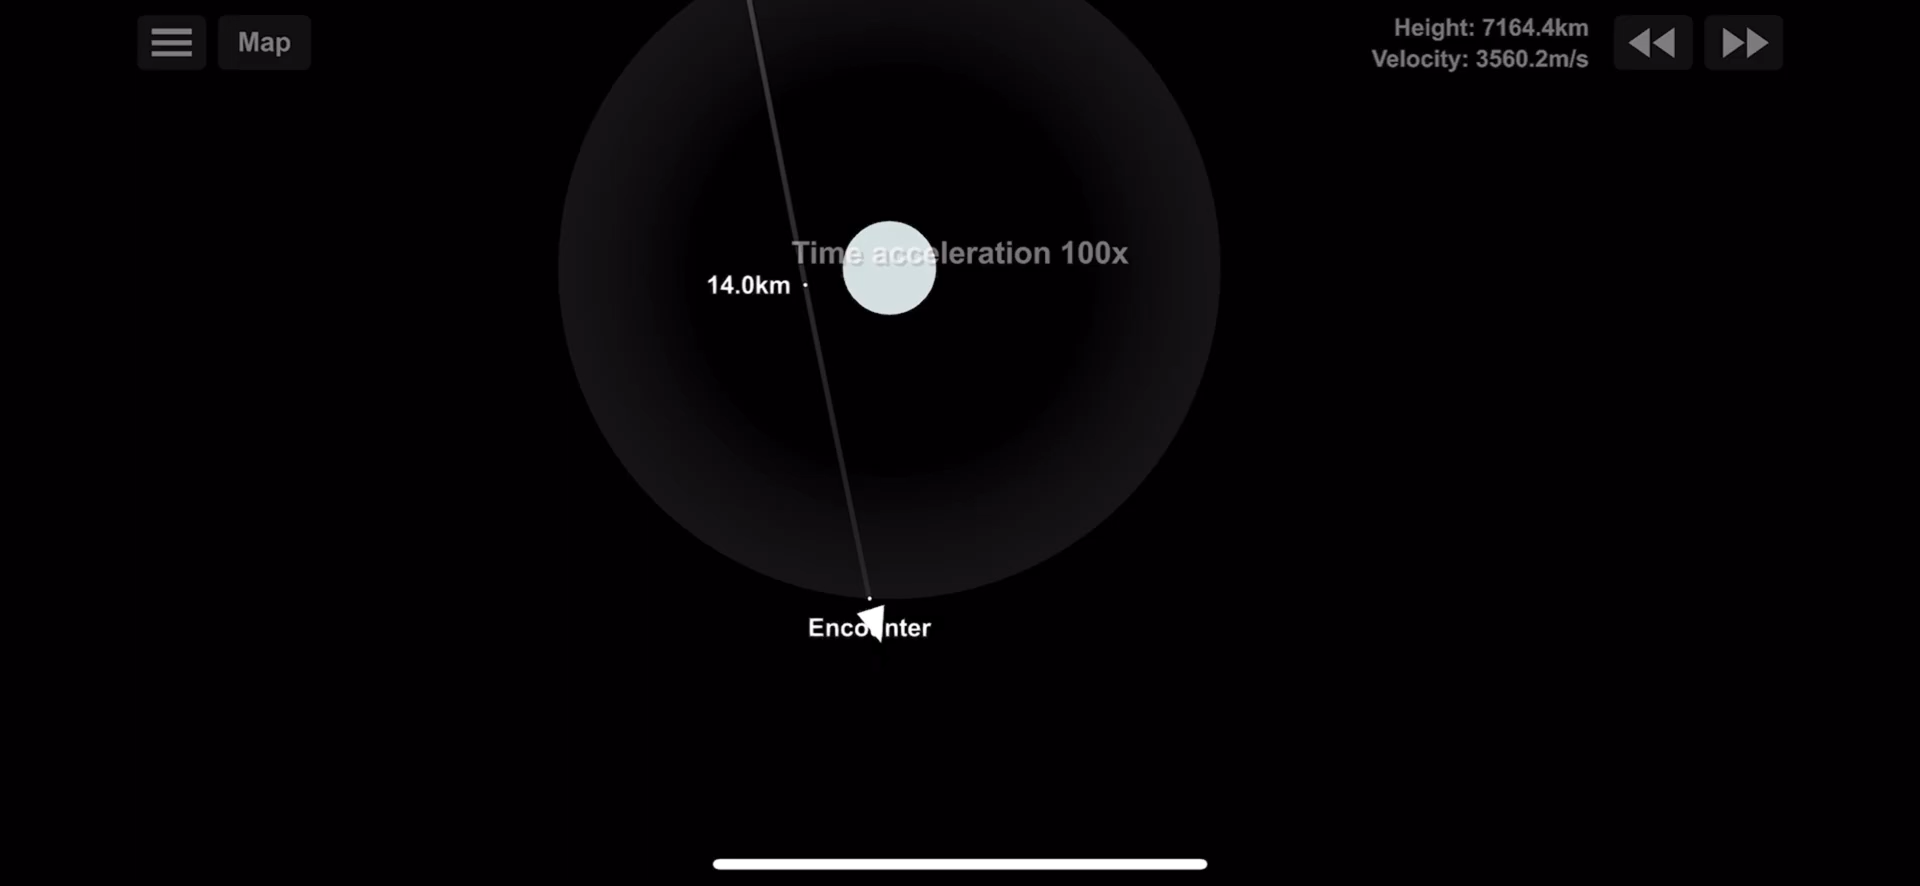 Map
Height: 7164.4km
Velocity: 3560.2m/s
Time acceleration 100x
14.0km
Encounter